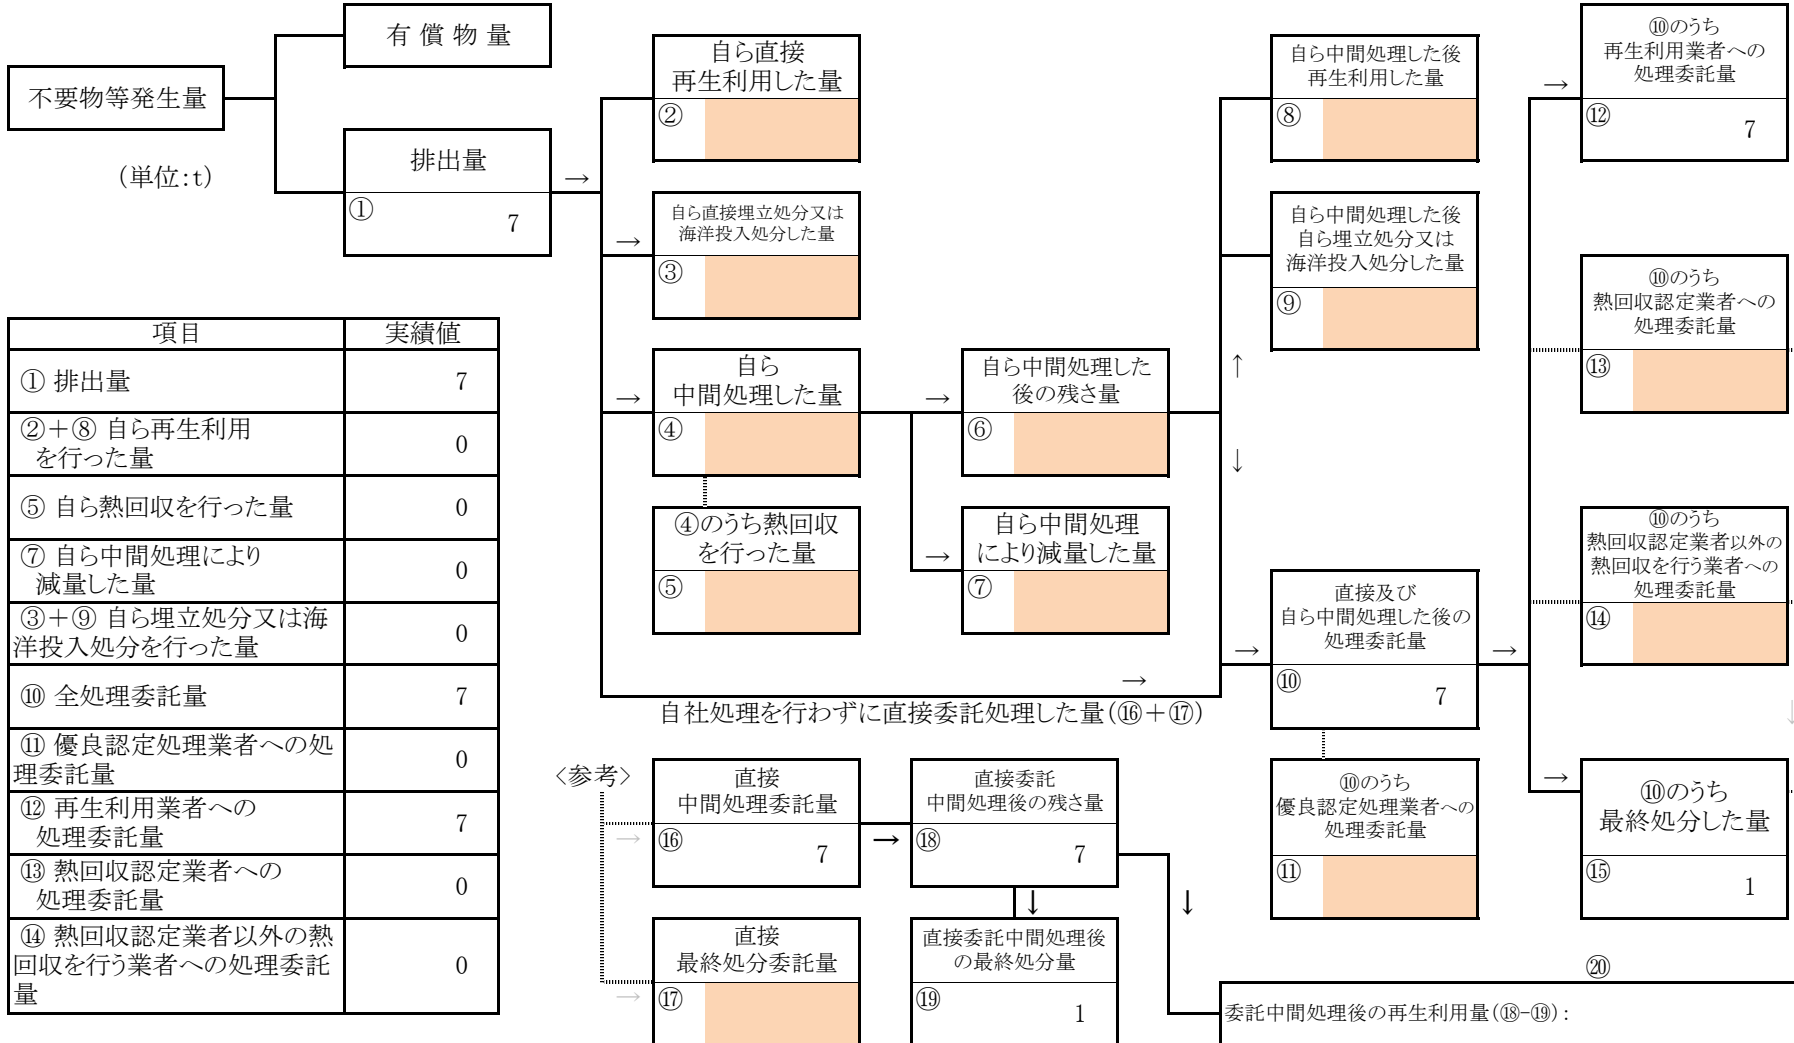 有 償 物 量
不要物等発生量
(単位:t)
排出量
→
①
7
項目
実績値
① 排出量
7
②+⑧ 自ら再生利用
を行った量
0
⑤ 自ら熱回収を行った量
0
⑦ 自ら中間処理により
減量した量
0
③+⑨ 自ら埋立処分又は海
洋投入処分を行った量
0
⑩ 全処理委託量
7
⑪ 優良認定処理業者への処
理委託量
0
⑫ 再生利用業者への
処理委託量
7
⑬ 熱回収認定業者への
処理委託量
0
⑭ 熱回収認定業者以外の熱
回収を行う業者への処理委託
量
0
自ら直接
再生利用した量
②
→
自ら直接埋立処分又は
海洋投入処分した量
③
→
自ら
中間処理した量
④
④のうち熱回収
を行った量
⑤
→
自ら中間処理した
後の残さ量
⑥
→
自ら中間処理
により減量した量
⑦
→
自社処理を行わずに直接委託処理した量(⑯+⑰)
自ら中間処理した後
再生利用した量
⑧
自ら中間処理した後
自ら埋立処分又は
海洋投入処分した量
⑨
↑
↓
→
直接及び
自ら中間処理した後の
処理委託量
⑩
7
→
⑩のうち
優良認定処理業者への
処理委託量
⑪
→
⑩のうち
再生利用業者への
処理委託量
⑫
7
⑩のうち
熱回収認定業者への
処理委託量
⑬
⑩のうち
熱回収認定業者以外の
熱回収を行う業者への
処理委託量
⑭
↓
→
⑩のうち
最終処分した量
⑮
1
〈参考〉
→
直接
中間処理委託量
⑯
7
→
直接委託
中間処理後の残さ量
⑱
7
↓
↓
→
直接
最終処分委託量
⑰
直接委託中間処理後
の最終処分量
⑲
1
⑳
委託中間処理後の再生利用量(⑱-⑲):